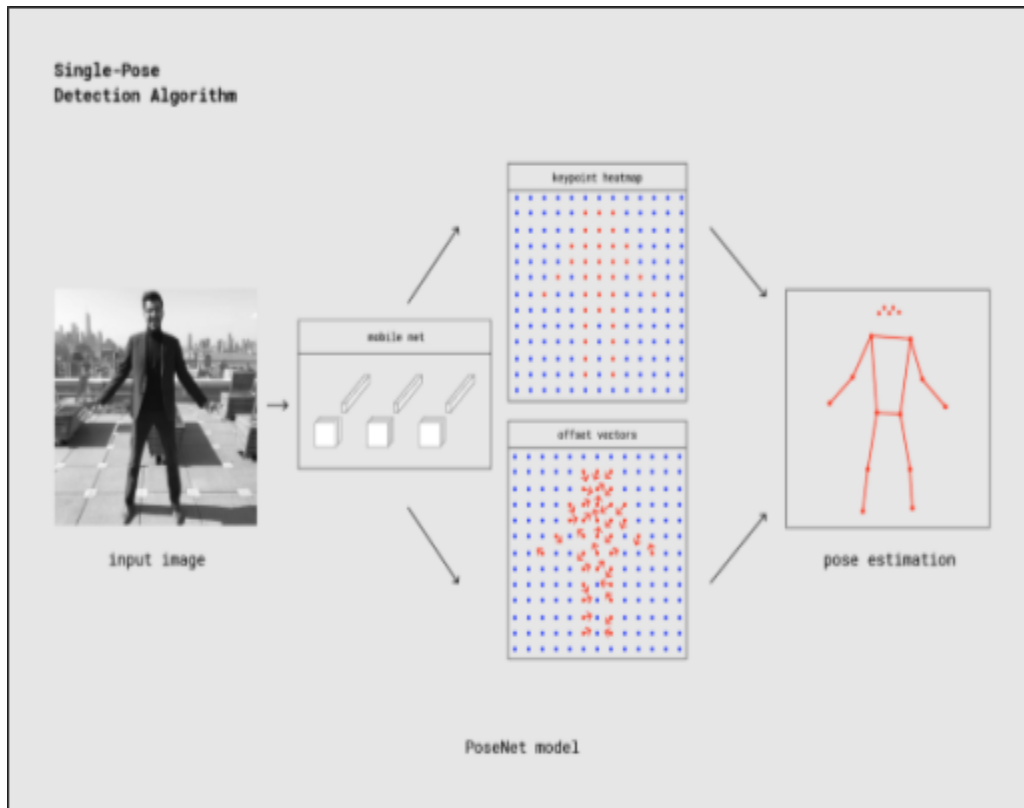 Single-Pose
Detection Algorithm
keypoint heatmap
mobile net
offset vectors
input image
pose estimation
PoseNet model